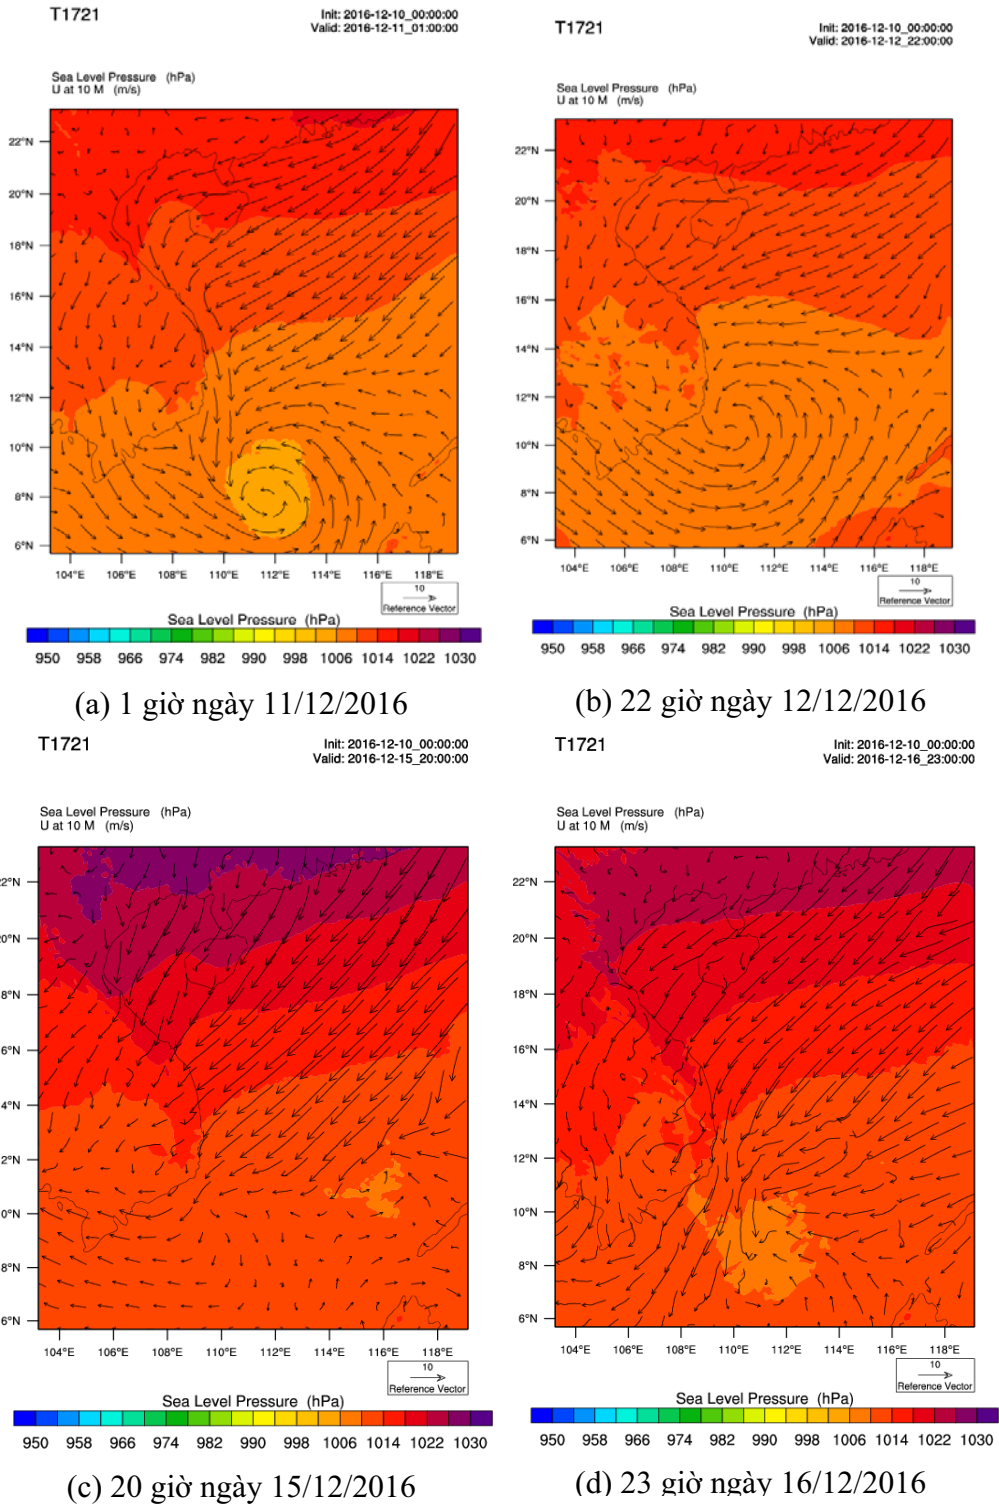 T1721
Init: 2016-12-10_00:00:00
Valid: 2016-12-11_01:00:00
Sea Level Pressure (hPa)
U at 10 M (m/s)
22°N
20°N
18°N
16°N
14°N
12°N
10°N
8°N
6°N
104°E 106°E 108°E 110°E 112°E 114°E 116°E 118°E
10
Reference Vector
Sea Level Pressure (hPa)
950 958 966 974 982 990 998 1006 1014 1022 1030
(a) 1 giờ ngày 11/12/2016
T1721
Init: 2016-12-10_00:00:00
Valid: 2016-12-12_22:00:00
Sea Level Pressure (hPa)
U at 10 M (m/s)
22°N
20°N
18°N
16°N
14°N
12°N
10°N
8°N
6°N
104°E 106°E 108°E 110°E 112°E 114°E 116°E 118°E
10
Reference Vector
Sea Level Pressure (hPa)
950 958 966 974 982 990 998 1006 1014 1022 1030
(b) 22 giờ ngày 12/12/2016
T1721
Init: 2016-12-10_00:00:00
Valid: 2016-12-15_20:00:00
Sea Level Pressure (hPa)
U at 10 M (m/s)
22°N
20°N
8°N
6°N
4°N
2°N
0°N
8°N
6°N
104°E 106°E 108°E 110°E 112°E 114°E 116°E 118°E
10
Reference Vector
Sea Level Pressure (hPa)
950 958 966 974 982 990 998 1006 1014 1022 1030
(c) 20 giờ ngày 15/12/2016
T1721
Init: 2016-12-10_00:00:00
Valid: 2016-12-16_23:00:00
Sea Level Pressure (hPa)
U at 10 M (m/s)
22°N
20°N
18°N
16°N
14°N
12°N
10°N
8°N
6°N
104°E 106°E 108°E 110°E 112°E 114°E 116°E 118°E
10
Reference Vector
Sea Level Pressure (hPa)
950 958 966 974 982 990 998 1006 1014 1022 1030
(d) 23 giờ ngày 16/12/2016